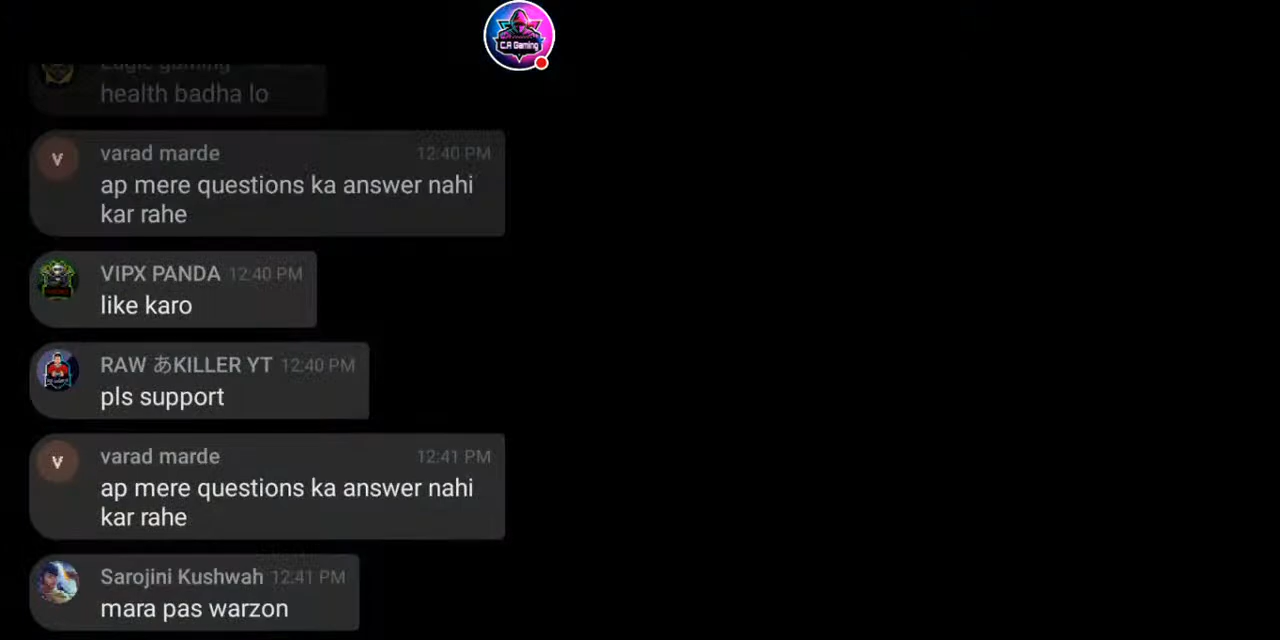 C.R Gaming
Eagle gaming
health badha lo
varad marde 12:40 PM
ap mere questions ka answer nahi
kar rahe
VIPX PANDA 12:40 PM
like karo
RAW あKILLER YT 12:40 PM
pls support
varad marde 12:41 PM
ap mere questions ka answer nahi
kar rahe
Sarojini Kushwah 12:41 PM
mara pas warzon